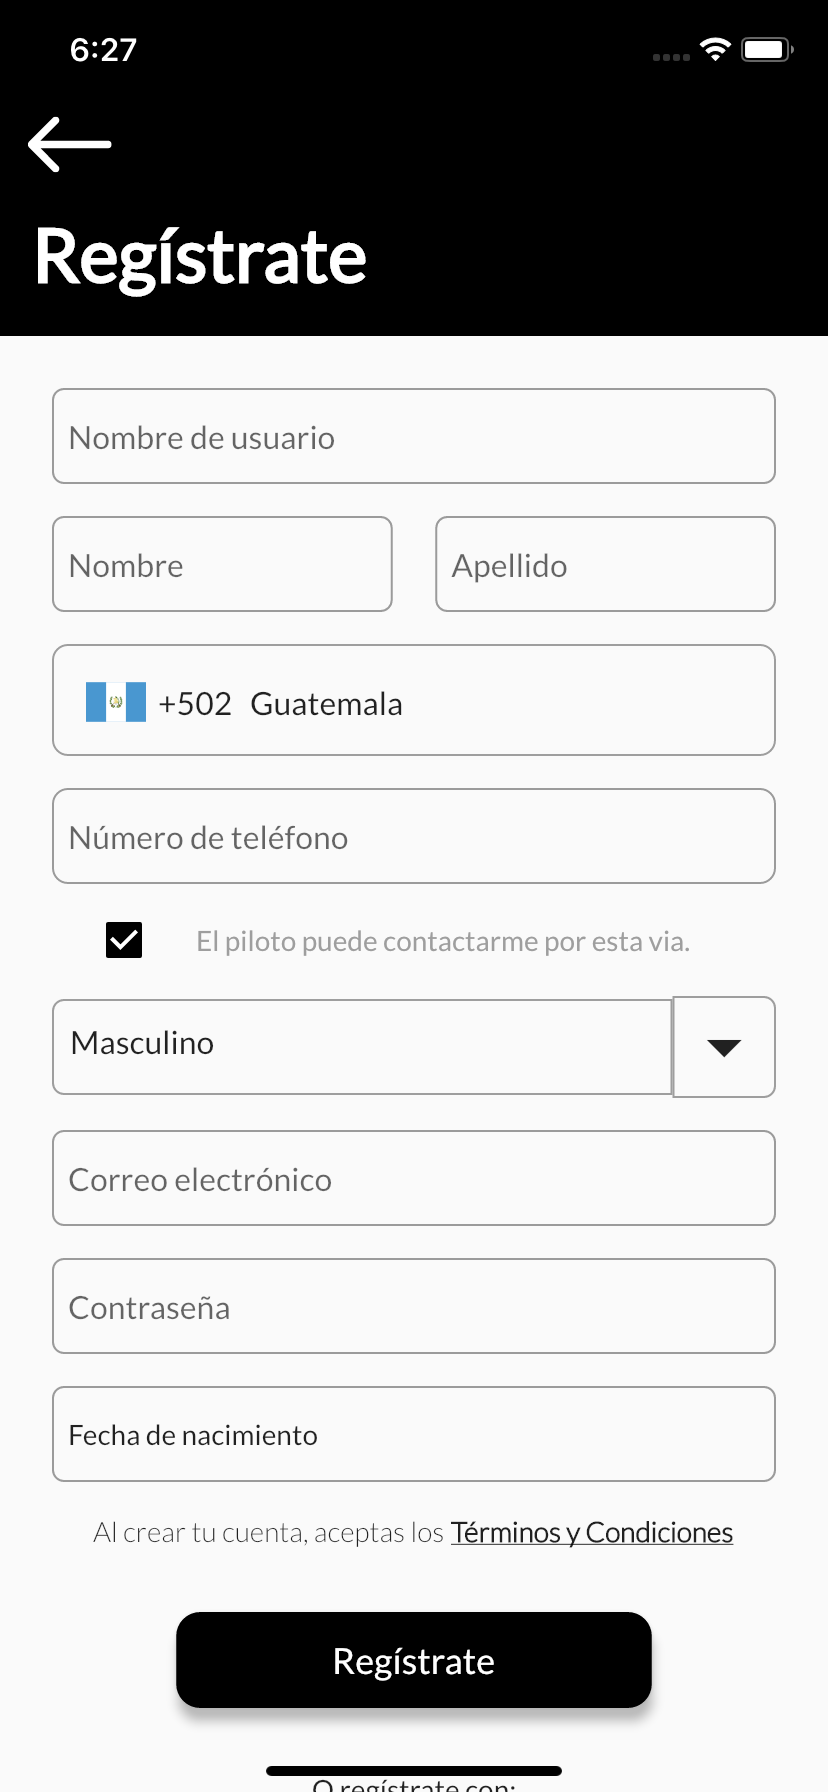 6:27
Regístrate
Nombre de usuario
Nombre Apellido
+502 Guatemala
Número de teléfono
El piloto puede contactarme por esta via.
Masculino
Correo electrónico
Contraseña
Fecha de nacimiento
Al crear tu cuenta, aceptas los Términos y Condiciones
Regístrate
O regístrate con: